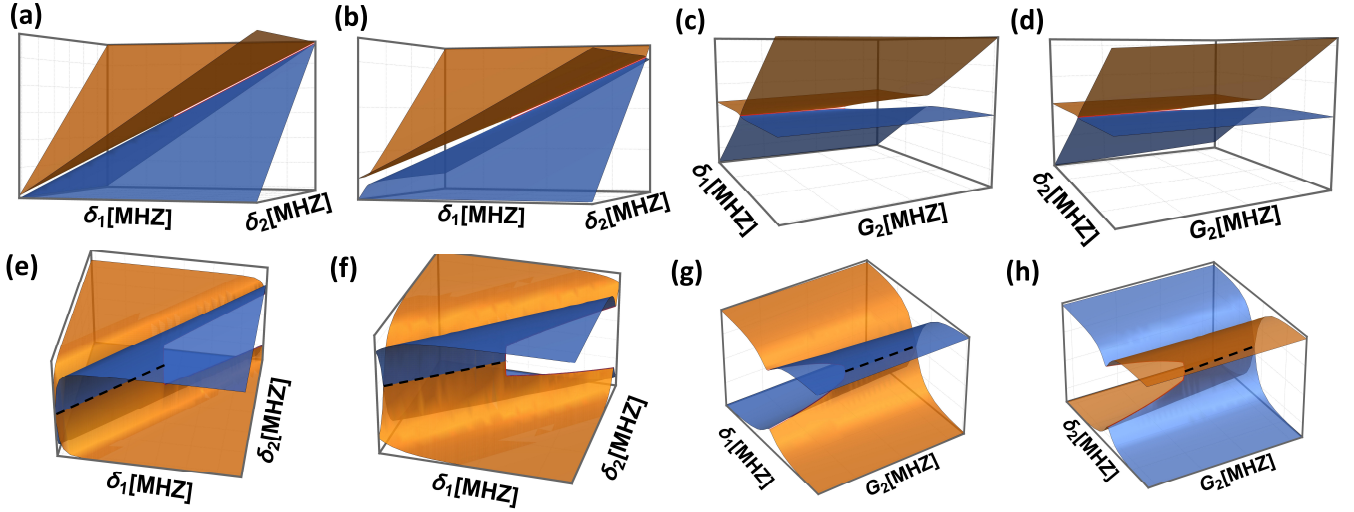 (a)
δ1[MHZ]
δ2[MHZ]
(b)
δ1[MHZ]
δ2[MHZ]
(c)
δ1[MHZ]
G2[MHZ]
(d)
δ2[MHZ]
G2[MHZ]
(e)
δ1[MHZ]
δ2[MHZ]
(f)
δ1[MHZ]
δ2[MHZ]
(g)
δ1[MHZ]
G2[MHZ]
(h)
δ2[MHZ]
G2[MHZ]